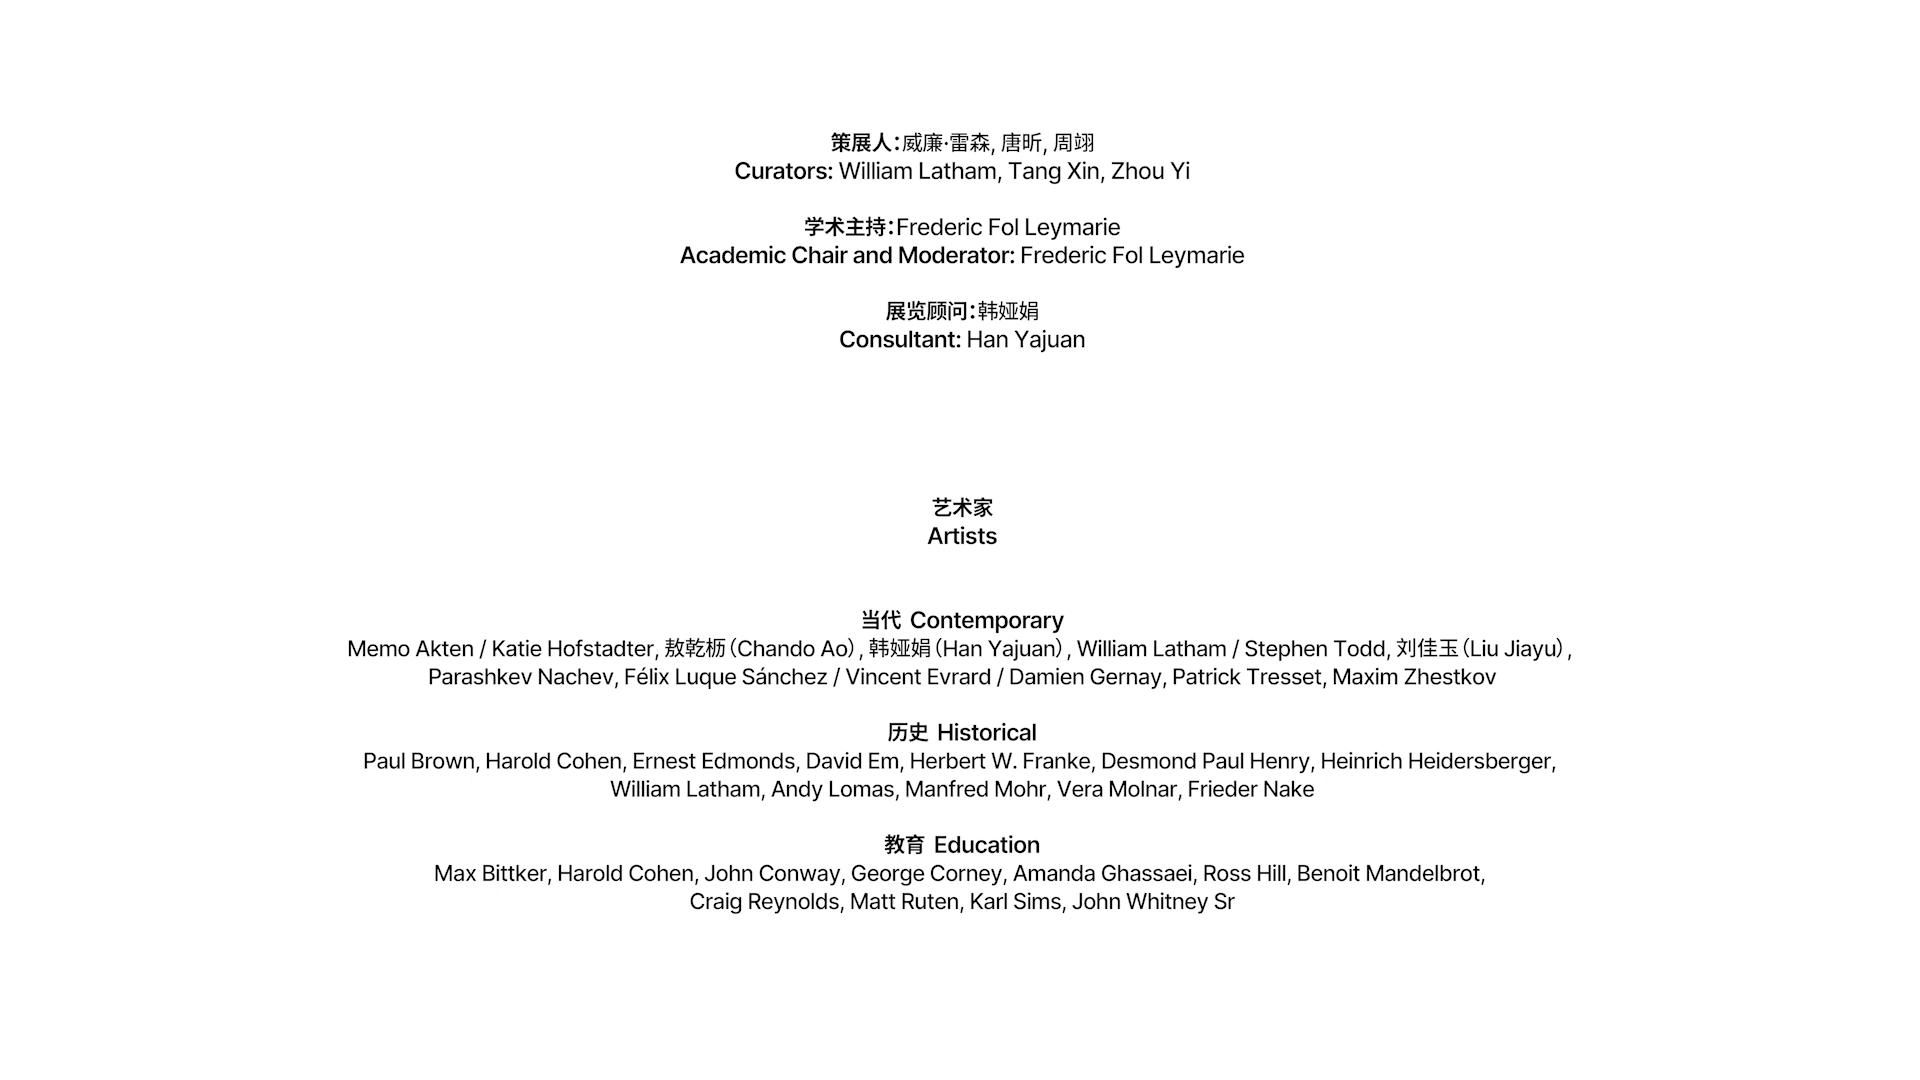 策展人：威廉·雷森, 唐昕, 周翊
Curators: William Latham, Tang Xin, Zhou Yi
学术主持：Frederic Fol Leymarie
Academic Chair and Moderator: Frederic Fol Leymarie
展览顾问：韩娅娟
Consultant: Han Yajuan
艺术家
Artists
当代 Contemporary
Memo Akten / Katie Hofstadter, 敖乾枥（Chando Ao）, 韩娅娟（Han Yajuan）, William Latham / Stephen Todd, 刘佳玉（Liu Jiayu）,
Parashkev Nachev, Félix Luque Sánchez / Vincent Evrard / Damien Gernay, Patrick Tresset, Maxim Zhestkov
历史 Historical
Paul Brown, Harold Cohen, Ernest Edmonds, David Em, Herbert W. Franke, Desmond Paul Henry, Heinrich Heidersberger,
William Latham, Andy Lomas, Manfred Mohr, Vera Molnar, Frieder Nake
教育 Education
Max Bittker, Harold Cohen, John Conway, George Corney, Amanda Ghassaei, Ross Hill, Benoit Mandelbrot,
Craig Reynolds, Matt Ruten, Karl Sims, John Whitney Sr